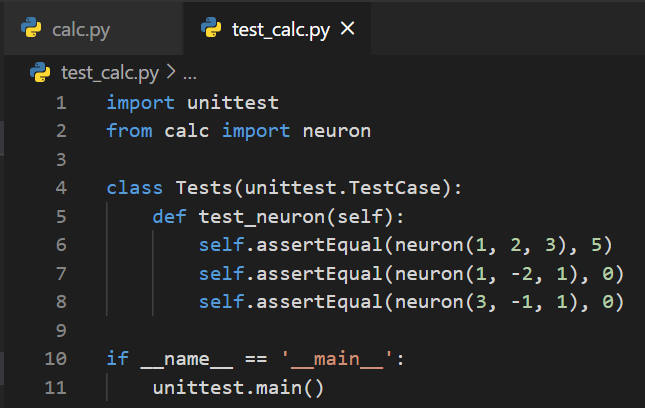 calc.py
test_calc.py ×
test_calc.py > ...
1 import unittest
2 from calc import neuron
3
4 class Tests(unittest.TestCase):
5     def test_neuron(self):
6         self.assertEqual(neuron(1, 2, 3), 5)
7         self.assertEqual(neuron(1, -2, 1), 0)
8         self.assertEqual(neuron(3, -1, 1), 0)
9
10 if __name__ == '__main__':
11     unittest.main()